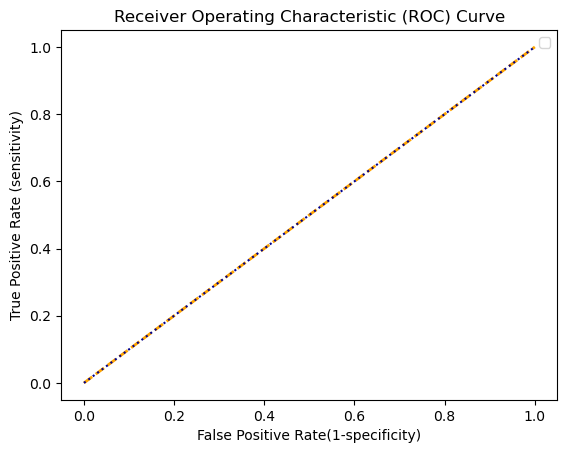 Receiver Operating Characteristic (ROC) Curve
1.0
0.8
0.6
0.4
0.2
0.0
True Positive Rate (sensitivity)
0.0 0.2 0.4 0.6 0.8 1.0
False Positive Rate(1-specificity)